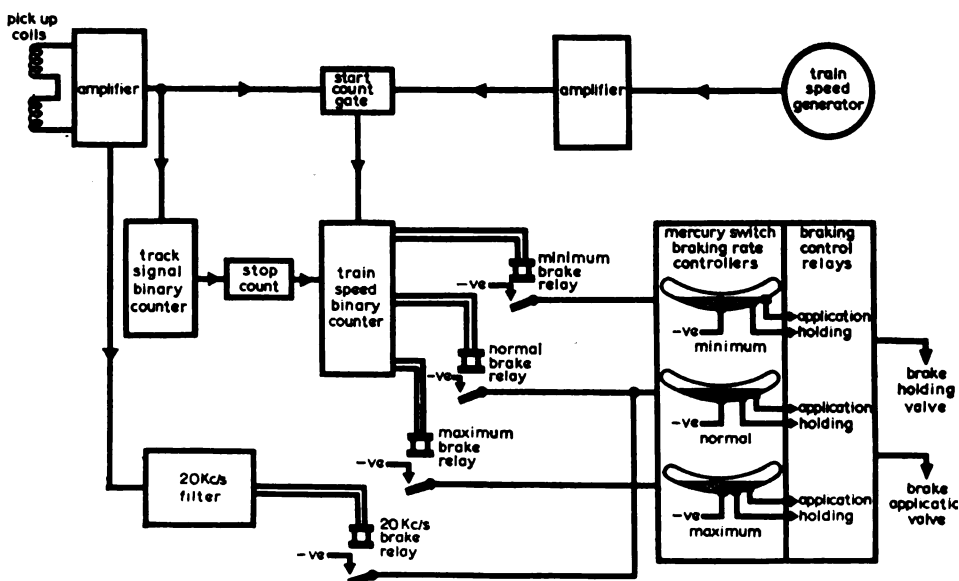 pick up
coils
amplifier
start
count
gate
amplifier
train
speed
generator
track
signal
binary
counter
stop
count
train
speed
binary
counter
minimum
brake
relay
-ve
normal
brake
relay
-ve
maximum
brake
relay
-ve
20Kc/s
filter
20Kc/s
brake
relay
-ve
mercury switch
braking rate
controllers
braking
control
relays
application
-ve
holding
minimum
application
-ve
holding
normal
application
-ve
holding
maximum
brake
holding
valve
brake
application
valve